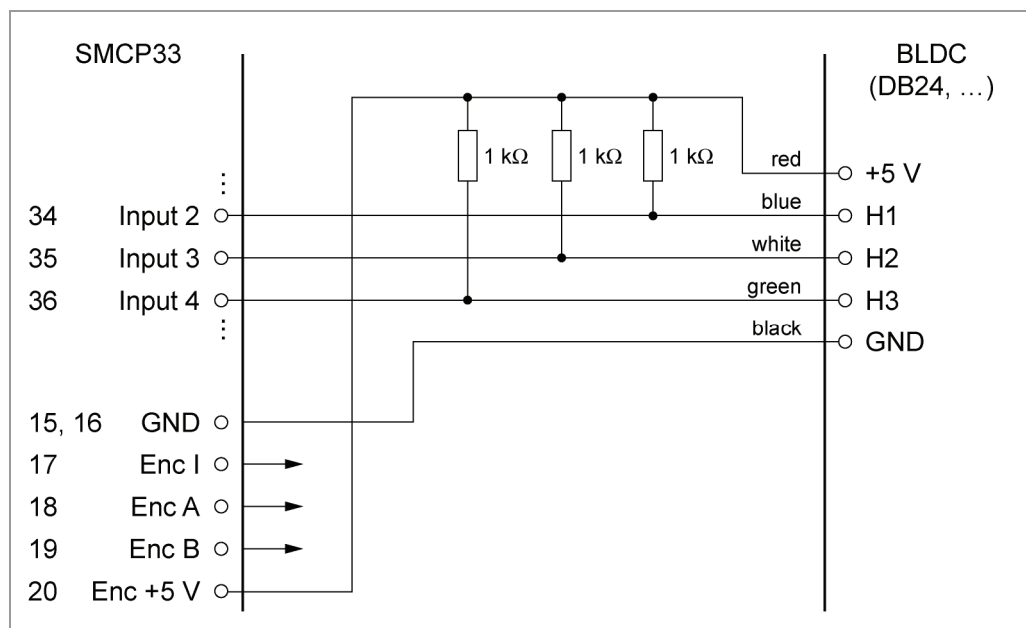 SMCP33
BLDC
(DB24, …)
1 kΩ 1 kΩ 1 kΩ
red
+5 V
34 Input 2
blue
H1
35 Input 3
white
H2
36 Input 4
green
H3
black
GND
15, 16 GND
17 Enc I
18 Enc A
19 Enc B
20 Enc +5 V